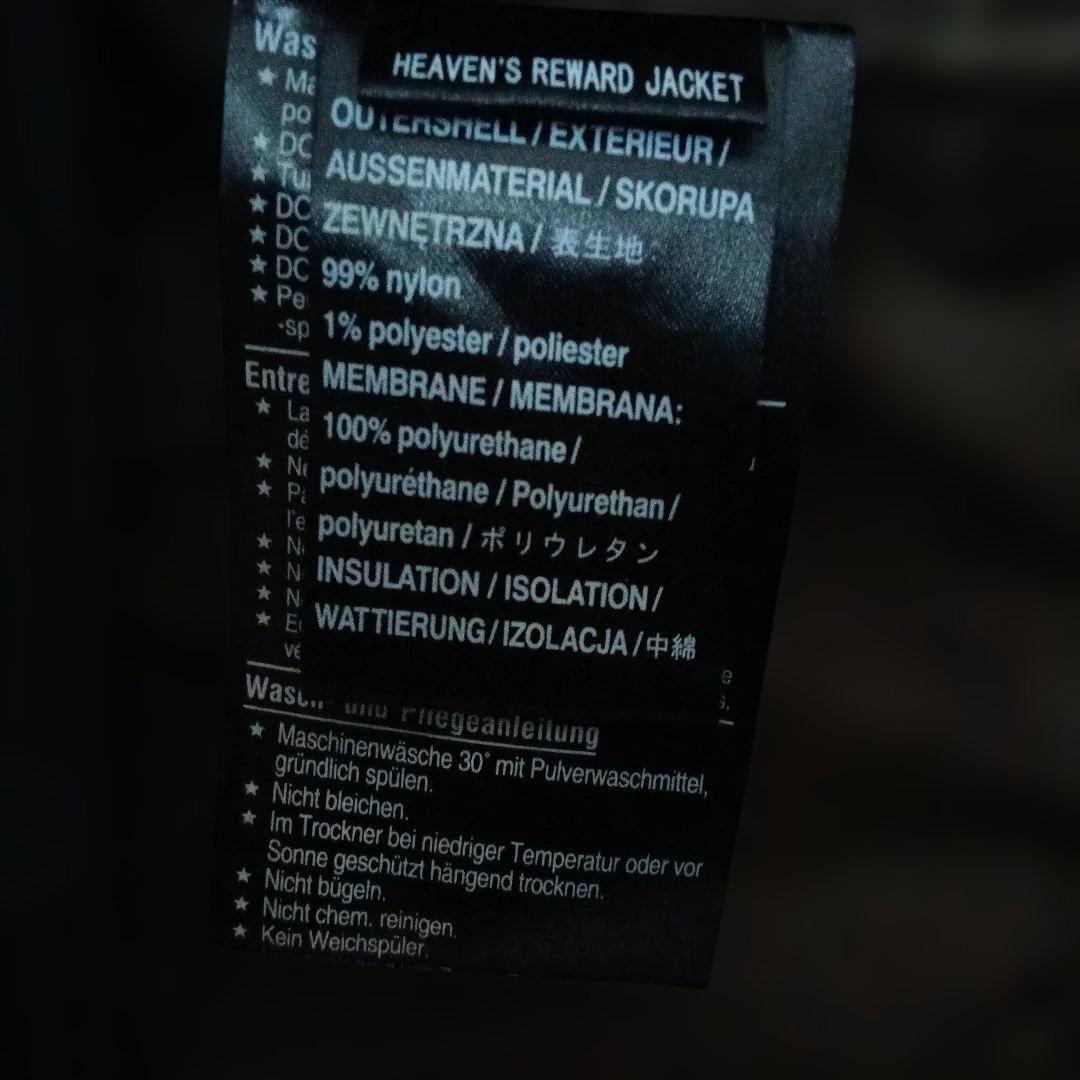 HEAVEN'S REWARD JACKET
OUTERSHELL / EXTERIEUR /
AUSSENMATERIAL / SKORUPA
ZEWNĘTRZNA / 表生地
99% nylon
1% polyester / poliester
MEMBRANE / MEMBRANA:
100% polyurethane /
polyuréthane / Polyurethan /
polyuretan / ポリウレタン
INSULATION / ISOLATION /
WATTIERUNG / IZOLACJA / 中綿
Wasch- und Pflegeanleitung
★ Maschinenwäsche 30° mit Pulverwaschmittel,
gründlich spülen.
★ Nicht bleichen.
★ Im Trockner bei niedriger Temperatur oder vor
Sonne geschützt hängend trocknen.
★ Nicht bügeln.
★ Nicht chem. reinigen.
★ Kein Weichspüler.